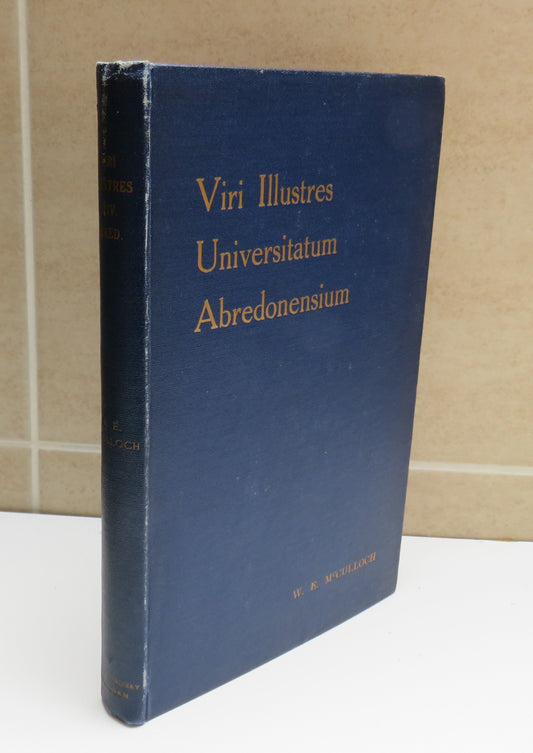 Viri Illustres
Universitatum
Abredonensium
W. E. McCULLOCH
E.